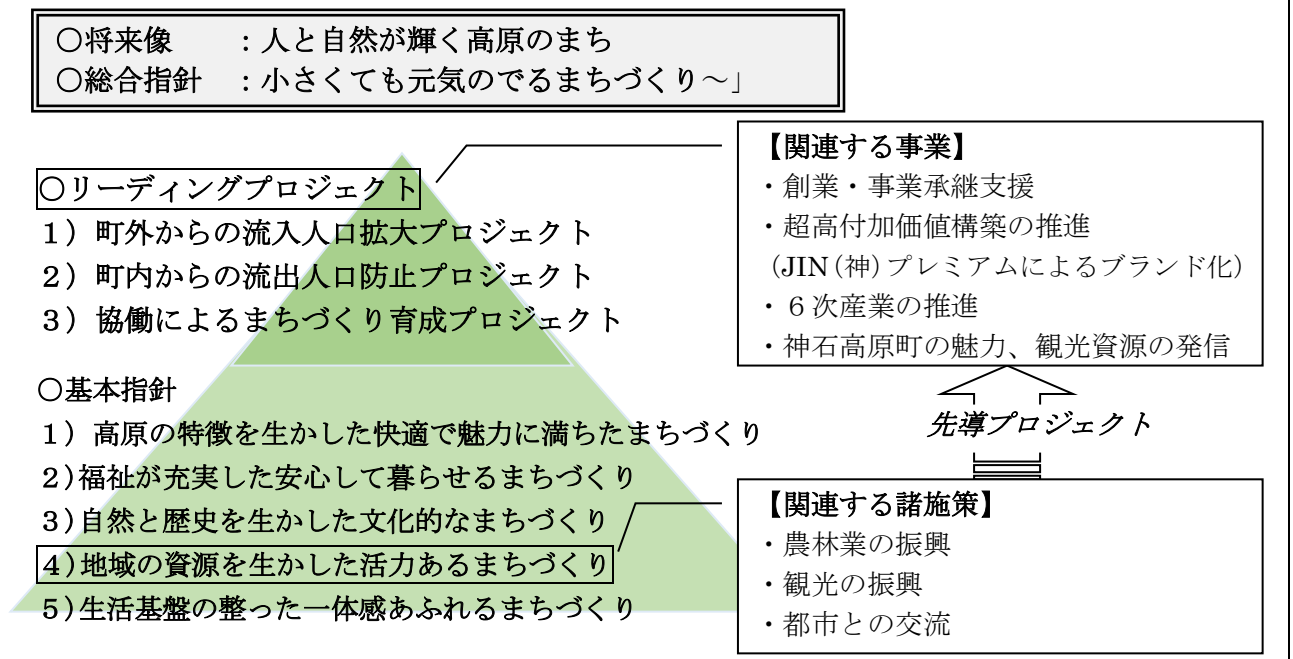 〇将来像　　：人と自然が輝く高原のまち
〇総合指針　：小さくても元気のでるまちづくり～」
〇リーディングプロジェクト
１）町外からの流入人口拡大プロジェクト
２）町内からの流出人口防止プロジェクト
３）協働によるまちづくり育成プロジェクト
〇基本指針
１）高原の特徴を生かした快適で魅力に満ちたまちづくり
２)福祉が充実した安心して暮らせるまちづくり
３)自然と歴史を生かした文化的なまちづくり
４)地域の資源を生かした活力あるまちづくり
５)生活基盤の整った一体感あふれるまちづくり
【関連する事業】
・創業・事業承継支援
・超高付加価値構築の推進
（JIN(神)プレミアムによるブランド化）
・６次産業の推進
・神石高原町の魅力、観光資源の発信
先導プロジェクト
【関連する諸施策】
・農林業の振興
・観光の振興
・都市との交流